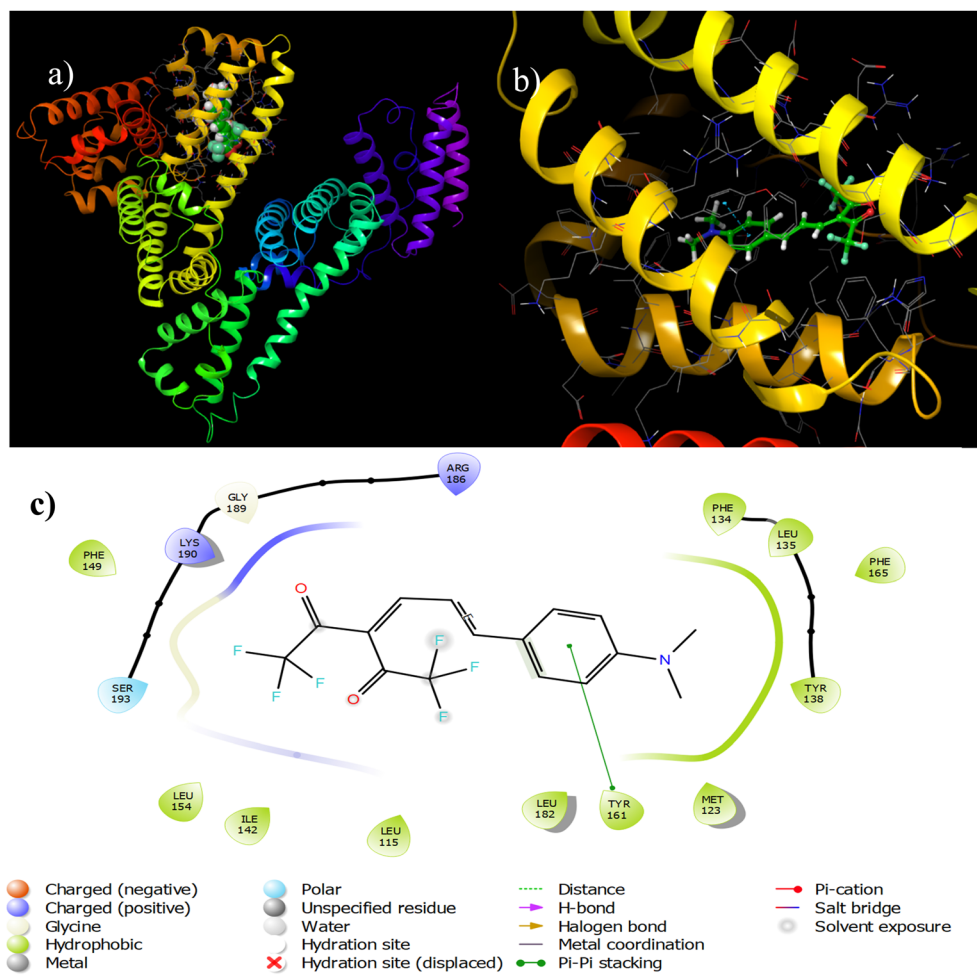 a)
b)
c)
ARG
186
GLY
189
LYS
190
PHE
149
SER
193
PHE
134
LEU
135
PHE
165
TYR
138
O
F
F
F
O
F
F
F
N
LEU
154
ILE
142
LEU
115
LEU
182
TYR
161
MET
123
Charged (negative)
Charged (positive)
Glycine
Hydrophobic
Metal
Polar
Unspecified residue
Water
Hydration site
Hydration site (displaced)
Distance
H-bond
Halogen bond
Metal coordination
Pi-Pi stacking
Pi-cation
Salt bridge
Solvent exposure